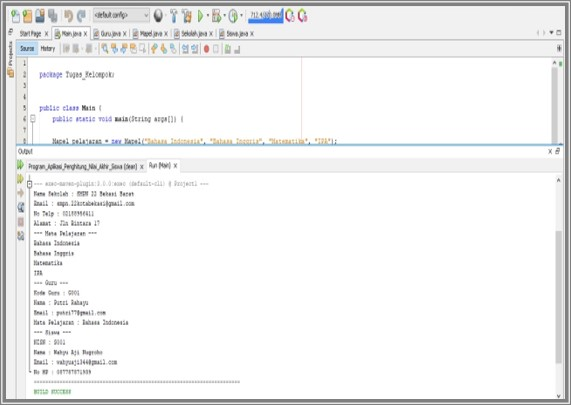 <default config>
Start Page Main.java Guru.java Mapel.java Sekolah.java Siswa.java
Projects
Source History
1
2 package Tugas_Kelompok;
3
4
5 public class Main {
6 public static void main(String args[]) {
7
8 Mapel pelajaran = new Mapel("Bahasa Indonesia", "Bahasa Inggris", "Matematika", "IPA");
Output
Program_Aplikasi_Penghitung_Nilai_Akhir_Siswa (clean) Run (Main)
--- exec-maven-plugin:3.0.0:exec (default-cli) @ Project1 ---
Nama Sekolah : SMPN 22 Bekasi Barat
Email : smpn.22kotabekasi@gmail.com
No Telp : 02188956411
Alamat : Jln Bintara 17
--- Mata Pelajaran ---
Bahasa Indonesia
Bahasa Inggris
Matematika
IPA
--- Guru ---
Kode Guru : G001
Nama : Putri Rahayu
Email : putri77@gmail.com
Mata Pelajaran : Bahasa Indonesia
--- Siswa ---
NISN : S001
Nama : Wahyu Aji Nugroho
Email : wahyuaji344@gmail.com
No HP :
BUILD SUCCESS